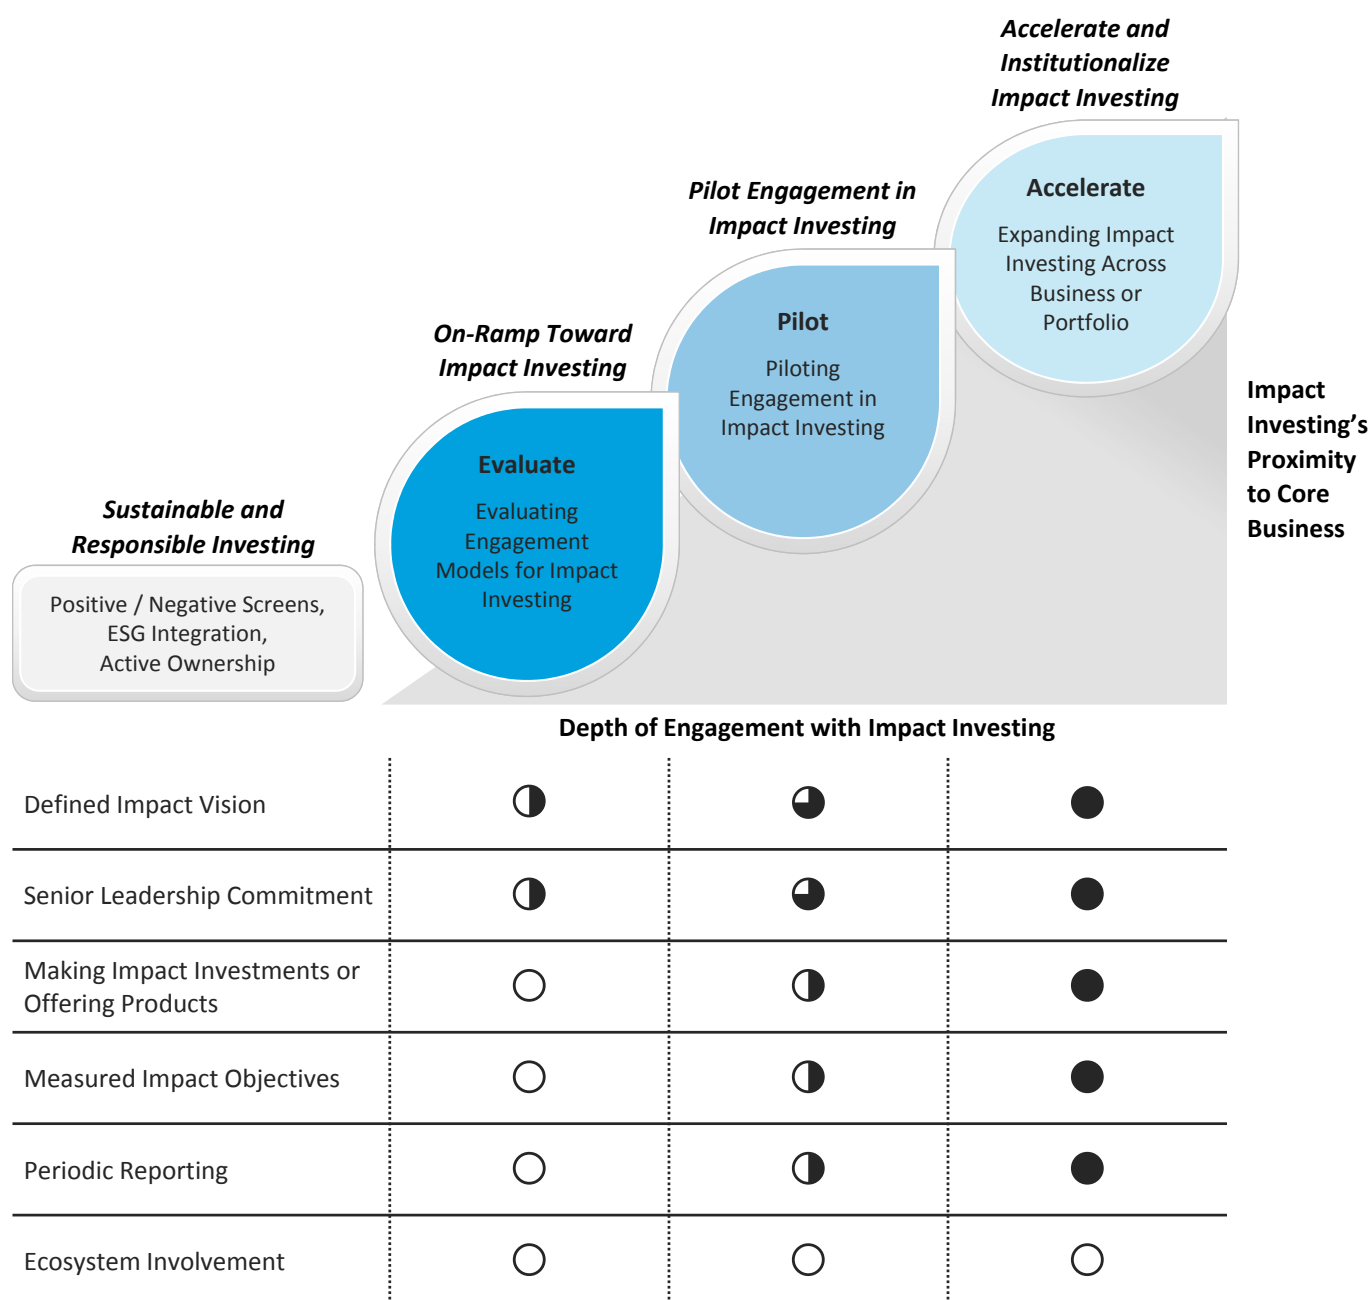 Accelerate and
Institutionalize
Impact Investing
Accelerate
Expanding Impact
Investing Across
Business or
Portfolio
Pilot Engagement in
Impact Investing
Pilot
Piloting
Engagement in
Impact Investing
On-Ramp Toward
Impact Investing
Evaluate
Evaluating
Engagement
Models for Impact
Investing
Sustainable and
Responsible Investing
Positive / Negative Screens,
ESG Integration,
Active Ownership
Impact
Investing’s
Proximity
to Core
Business
Depth of Engagement with Impact Investing
Defined Impact Vision
Senior Leadership Commitment
Making Impact Investments or
Offering Products
Measured Impact Objectives
Periodic Reporting
Ecosystem Involvement